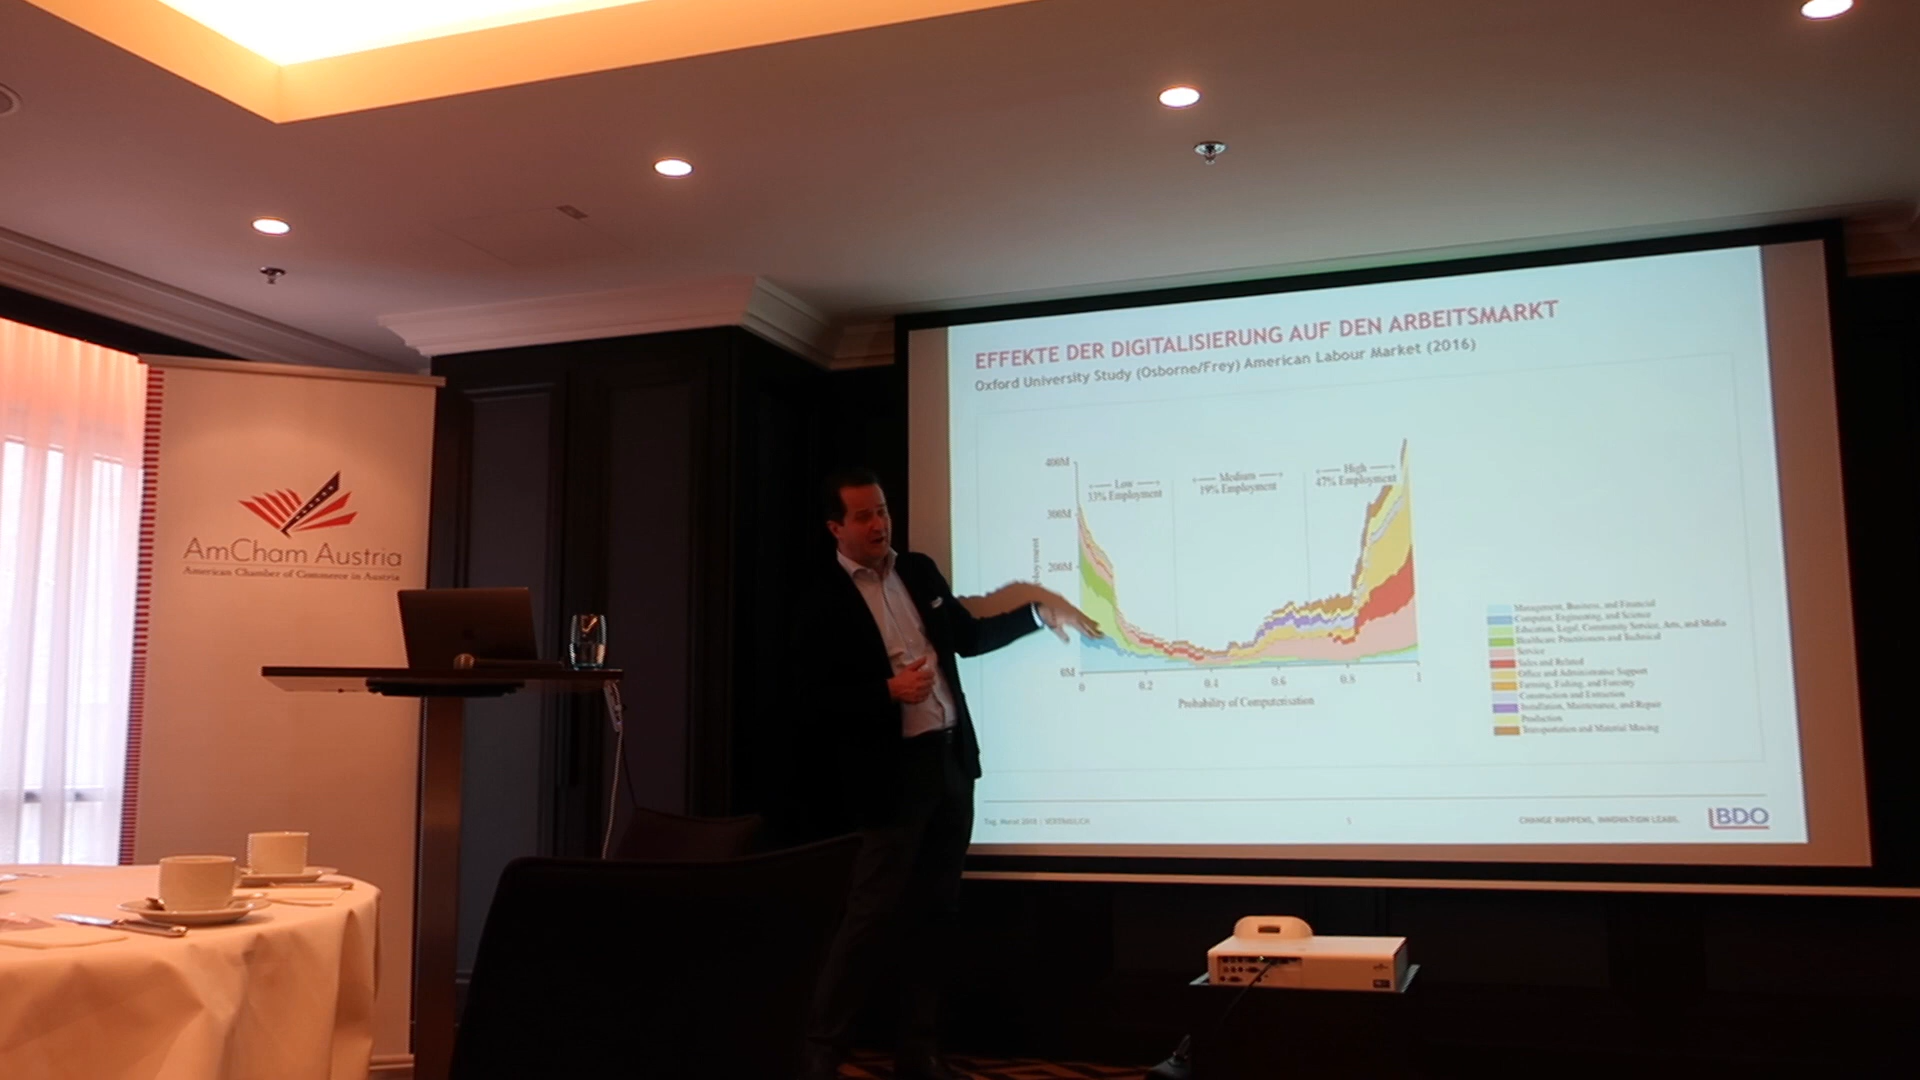 AmCham Austria
American Chamber of Commerce in Austria
EFFEKTE DER DIGITALISIERUNG AUF DEN ARBEITSMARKT
Oxford University Study (Osborne/Frey) American Labour Market (2016)
400M
300M
200M
0M
Low
33% Employment
Medium
19% Employment
High
47% Employment
0 0.2 0.4 0.6 0.8 1
Probability of Computerisation
Management, Business, and Financial
Computer, Engineering, and Science
Education, Legal, Community Service, Arts, and Media
Healthcare Practitioners and Technical
Service
Sales and Related
Office and Administrative Support
Farming, Fishing, and Forestry
Construction and Extraction
Installation, Maintenance, and Repair
Production
Transportation and Material Moving
VERTRAULICH
CHANGE HAPPENS, INNOVATION LEADS.
BDO